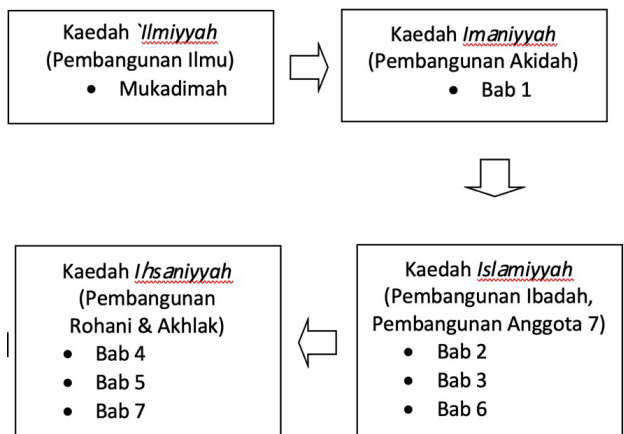 Kaedah `Ilmiyyah
(Pembangunan Ilmu)
• Mukadimah
Kaedah Imaniyyah
(Pembangunan Akidah)
• Bab 1
Kaedah Islamiyyah
(Pembangunan Ibadah,
Pembangunan Anggota 7)
• Bab 2
• Bab 3
• Bab 6
Kaedah Ihsaniyyah
(Pembangunan
Rohani & Akhlak)
• Bab 4
• Bab 5
• Bab 7